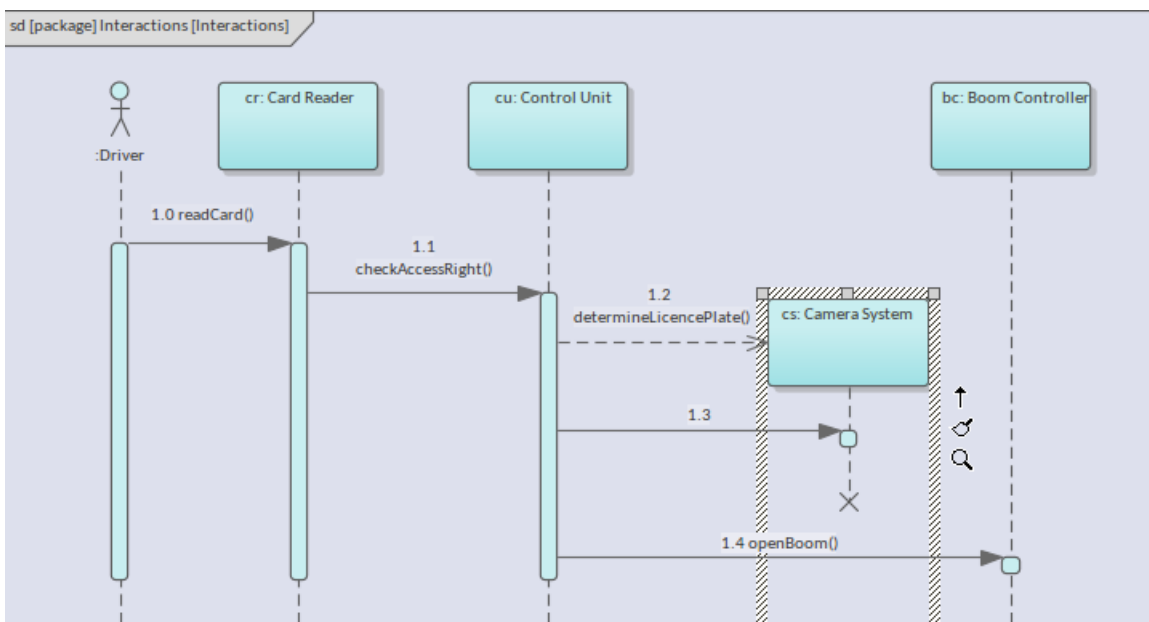 sd [package] Interactions [Interactions]
cr: Card Reader
cu: Control Unit
bc: Boom Controller
:Driver
1.0 readCard()
1.1
checkAccessRight()
1.2
determineLicencePlate()
cs: Camera System
1.3
1.4 openBoom()